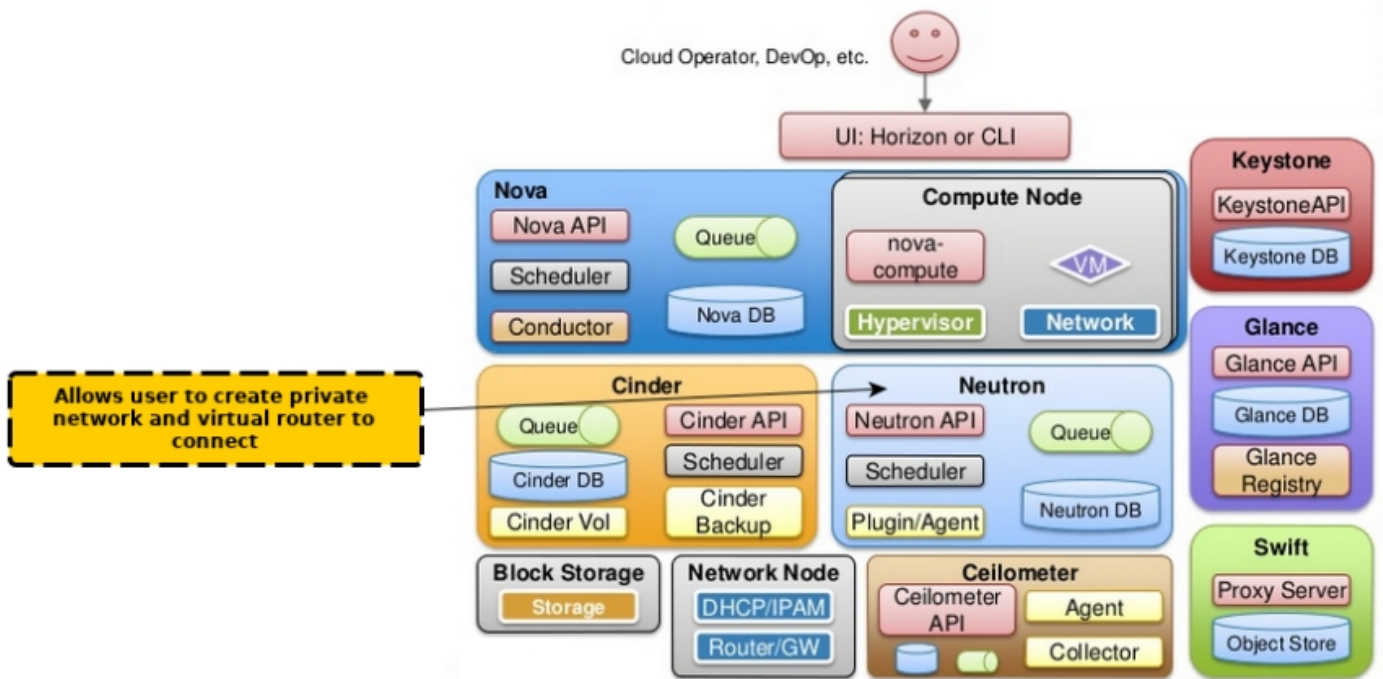 Cloud Operator, DevOp, etc.
UI: Horizon or CLI
Nova
Nova API
Scheduler
Conductor
Queue
Nova DB
Compute Node
nova-
compute
VM
Hypervisor
Network
Keystone
KeystoneAPI
Keystone DB
Glance
Glance API
Glance DB
Glance
Registry
Allows user to create private
network and virtual router to
connect
Cinder
Queue
Cinder DB
Cinder Vol
Cinder API
Scheduler
Cinder
Backup
Neutron
Neutron API
Scheduler
Plugin/Agent
Queue
Neutron DB
Swift
Proxy Server
Object Store
Block Storage
Storage
Network Node
DHCP/IPAM
Router/GW
Ceilometer
Ceilometer
API
Agent
Collector